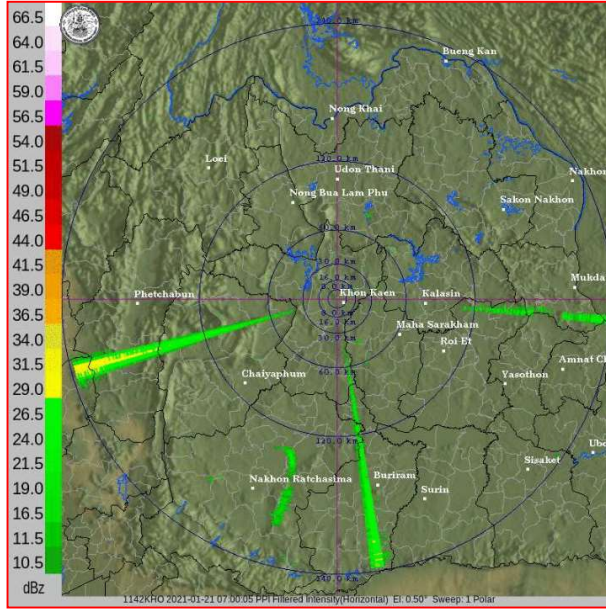 66.5
64.0
61.5
59.0
56.5
54.0
51.5
49.0
46.5
44.0
41.5
39.0
36.5
34.0
31.5
29.0
26.5
24.0
21.5
19.0
16.5
14.0
10.5
dBz
Bueng Kan
Nong Khai
Loei
Udon Thani
Nakhon
Nong Bua Lam Phu
Sakon Nakhon
Mukda
Phetchabun
Khon Kaen
Kalasin
Maha Sarakham
Roi Et
Amnat C
Chaiyaphum
Yasothon
120.0 km
Ubo
Sisaket
Nakhon Ratchasima
Buriram
Surin
1142KHO 2021-01-21 07:00:05 PPI Filtered Intensity(Horizontal) El: 0.50° Sweep: 1 Polar